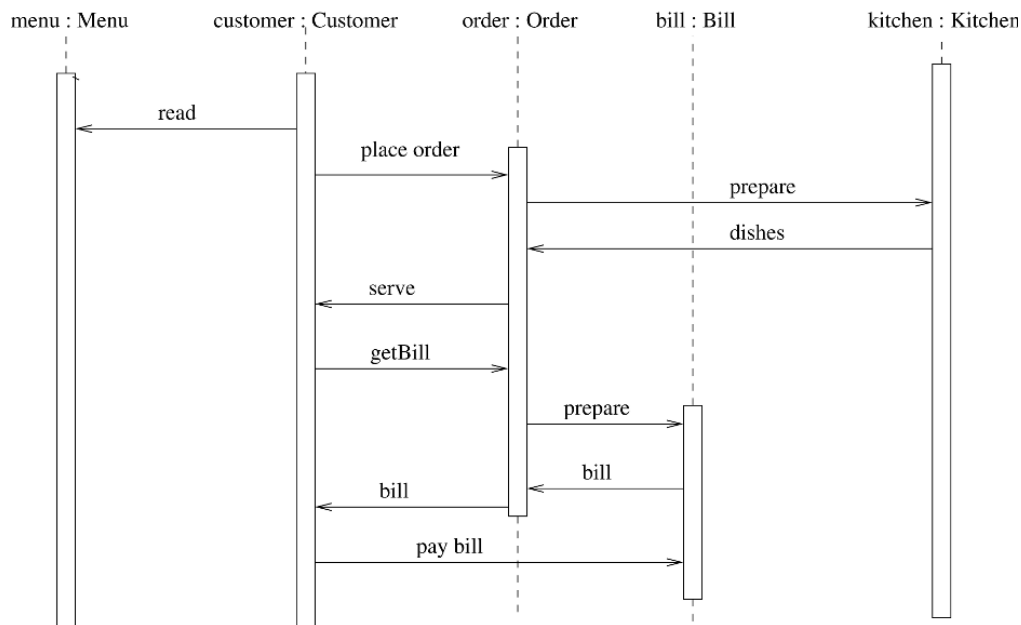 menu : Menu
customer : Customer
order : Order
bill : Bill
kitchen : Kitchen
read
place order
prepare
dishes
serve
getBill
prepare
bill
bill
pay bill